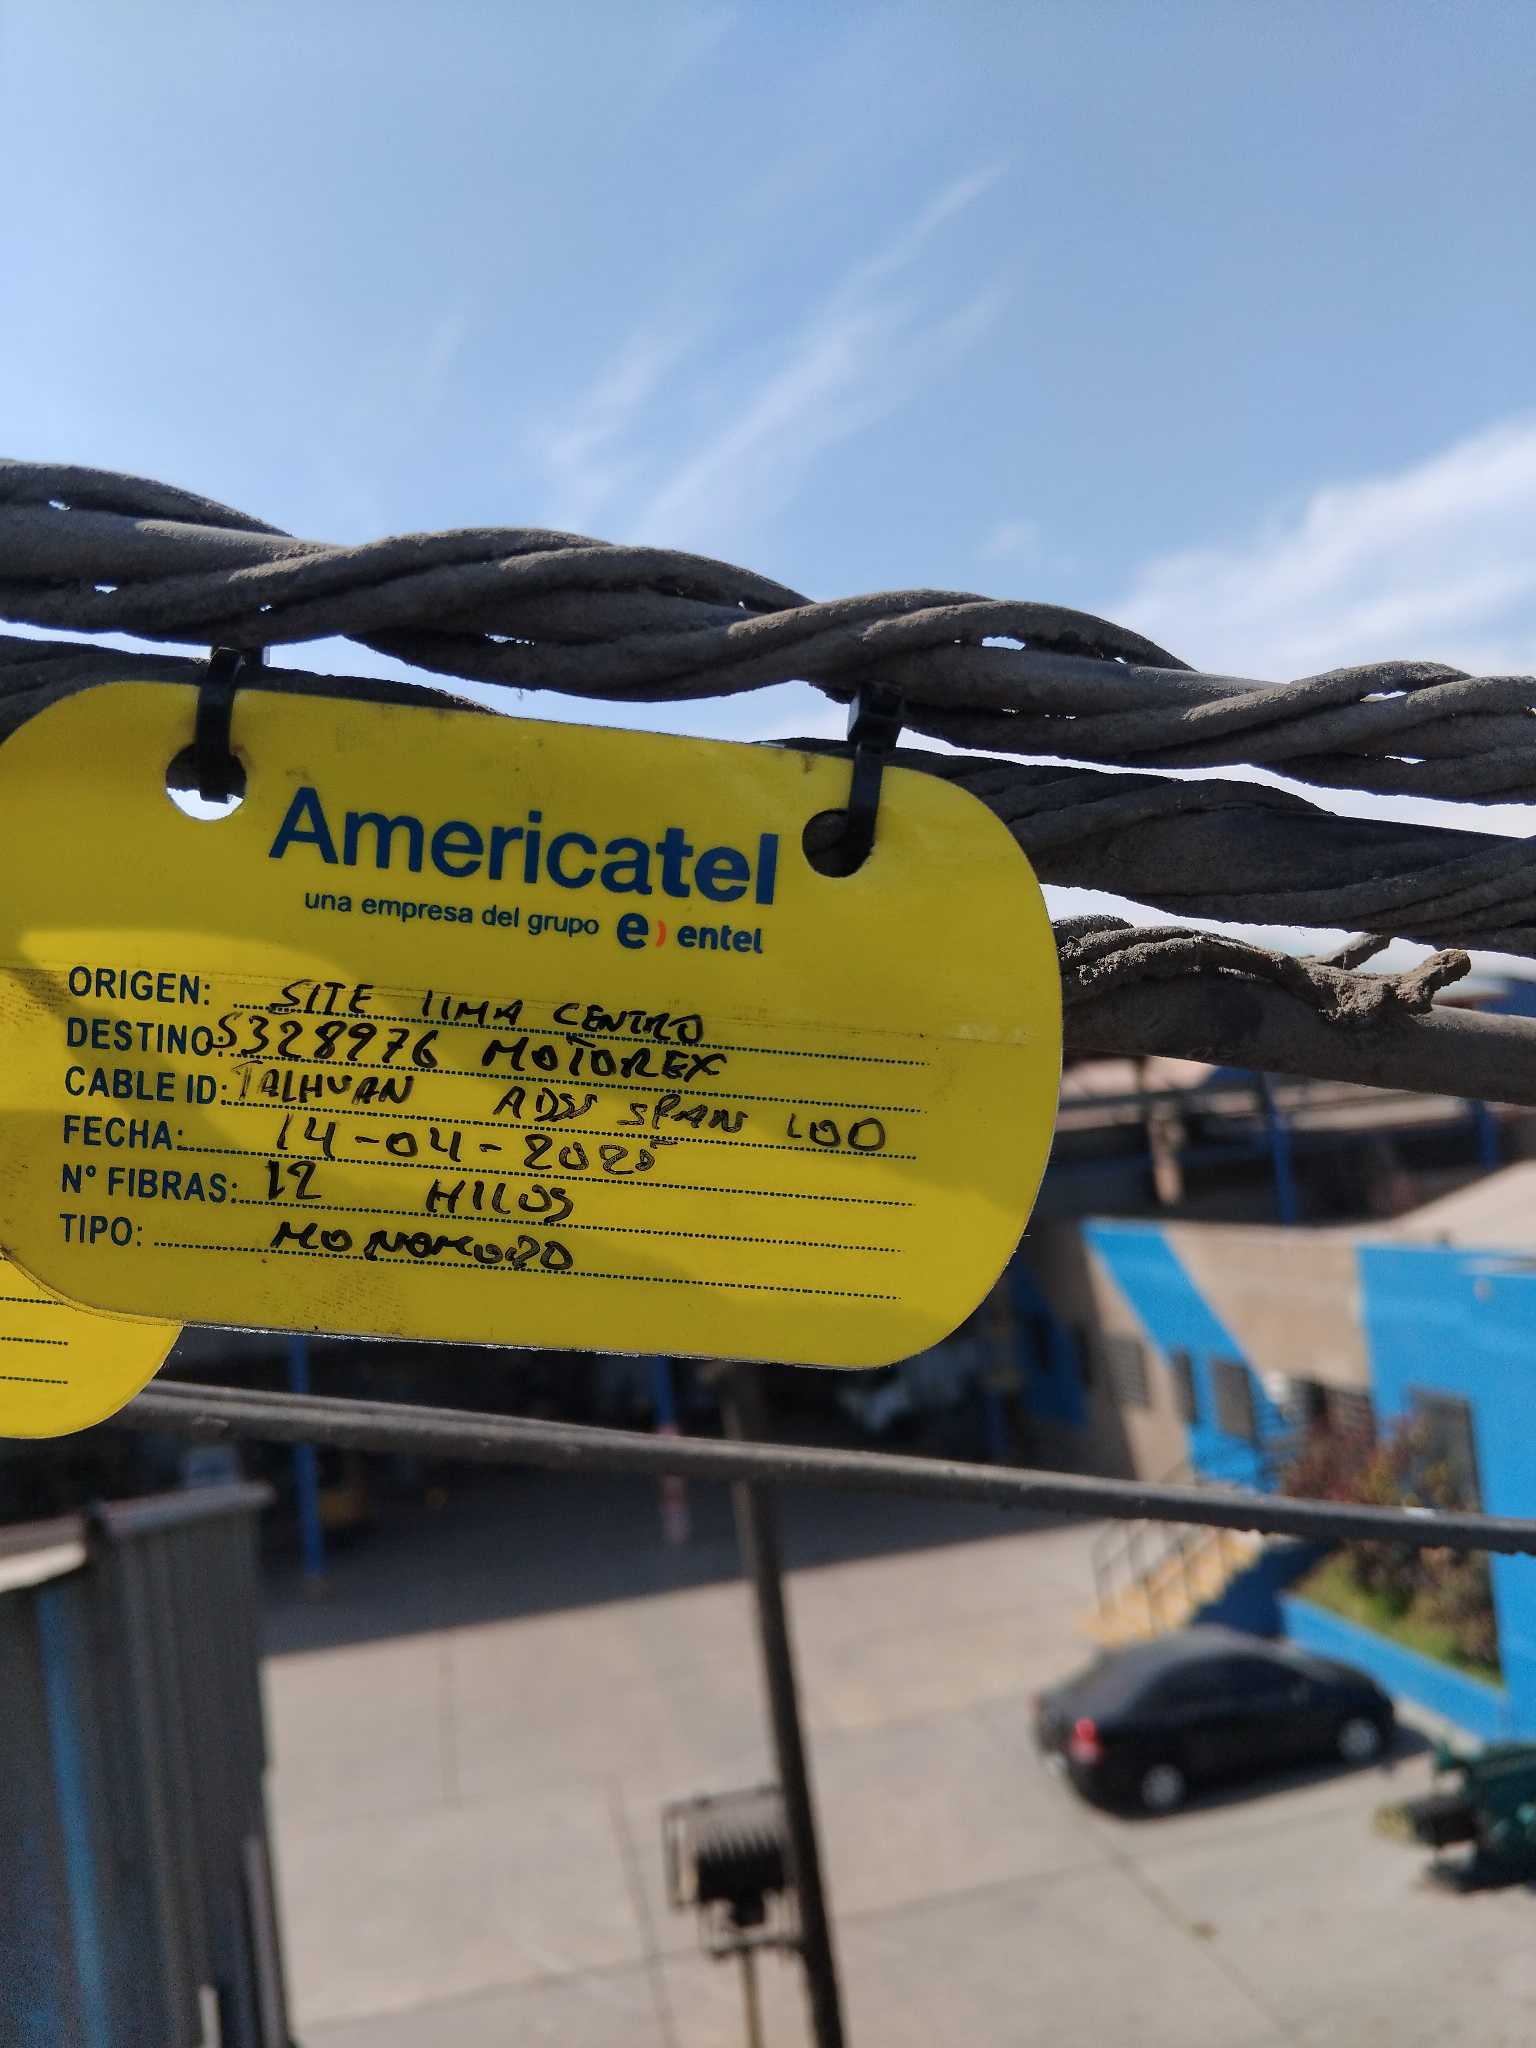 Americatel
una empresa del grupo e) entel
ORIGEN: SITE LIMA CENTRO
DESTINO: S328976 MOTOREX
CABLE ID: TALHUAN ADSS SPAN 100
FECHA: 14-04-2025
N° FIBRAS: 12 HILOS
TIPO: MONOMODO